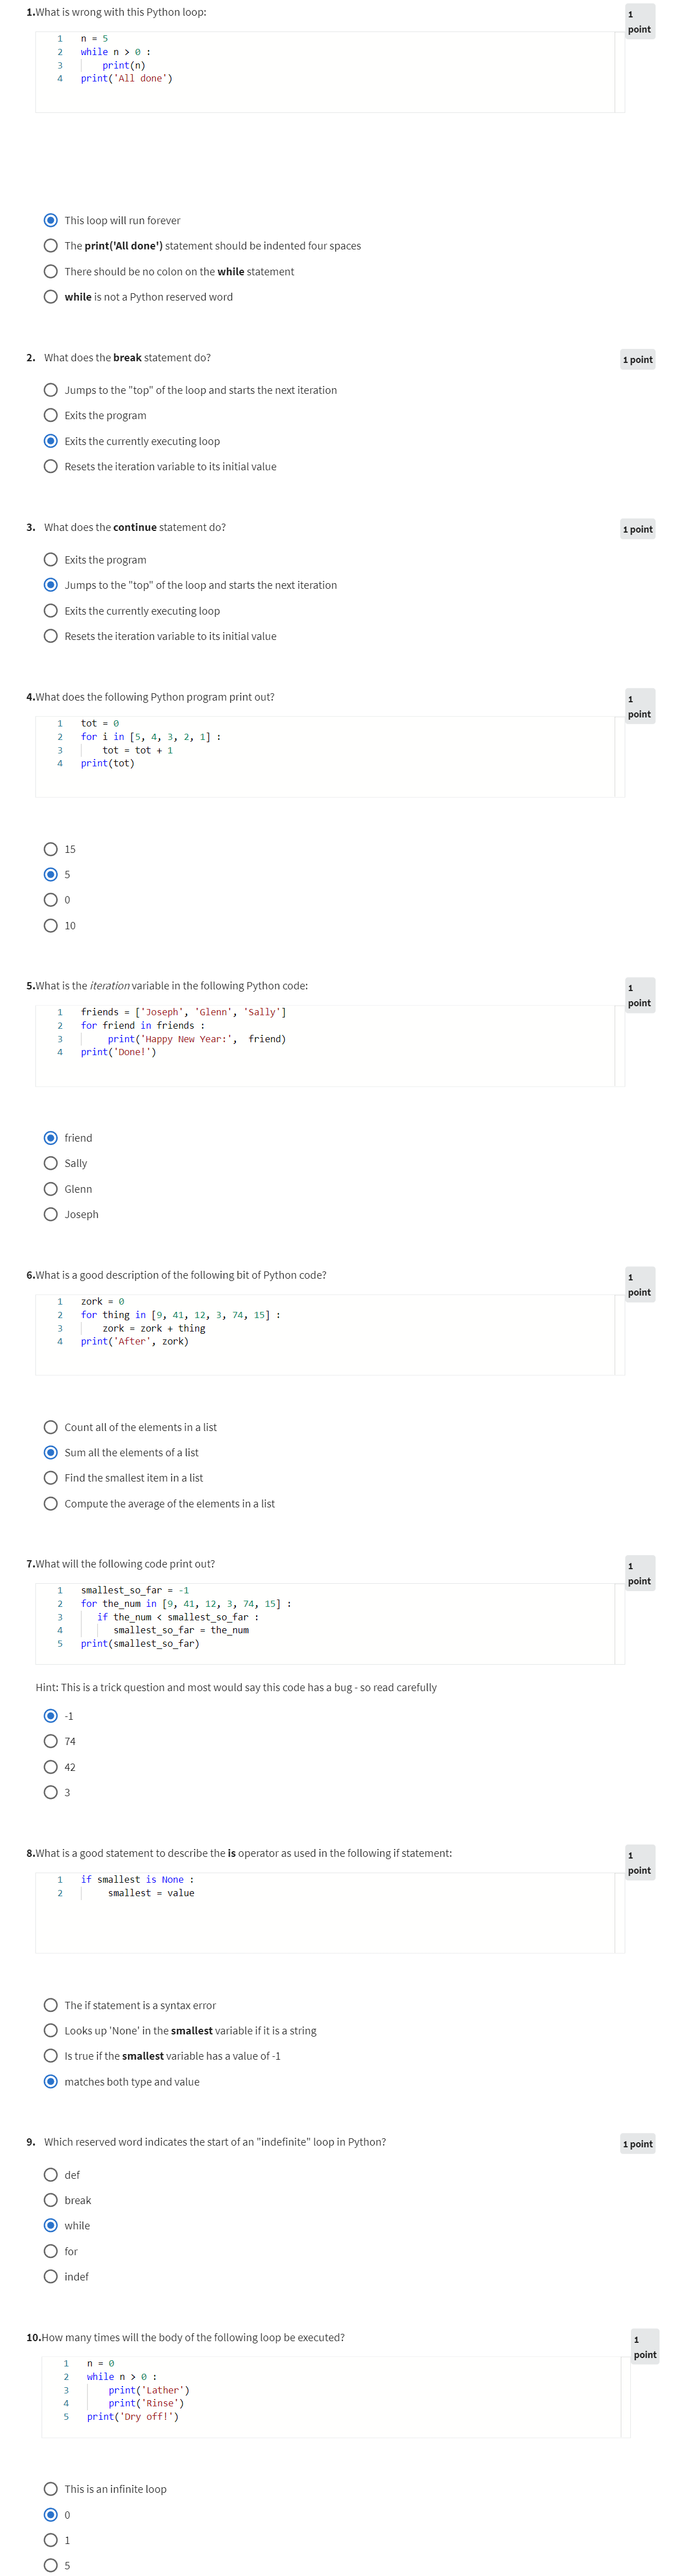 1.What is wrong with this Python loop:
1
point
1 n = 5
2 while n > 0 :
3 print(n)
4 print('All done')
This loop will run forever
The print('All done') statement should be indented four spaces
There should be no colon on the while statement
while is not a Python reserved word
2. What does the break statement do?
1 point
Jumps to the "top" of the loop and starts the next iteration
Exits the program
Exits the currently executing loop
Resets the iteration variable to its initial value
3. What does the continue statement do?
1 point
Exits the program
Jumps to the "top" of the loop and starts the next iteration
Exits the currently executing loop
Resets the iteration variable to its initial value
4.What does the following Python program print out?
1
point
1 tot = 0
2 for i in [5, 4, 3, 2, 1] :
3 tot = tot + 1
4 print(tot)
15
5
0
10
5.What is the iteration variable in the following Python code:
1
point
1 friends = ['Joseph', 'Glenn', 'Sally']
2 for friend in friends :
3 print('Happy New Year:', friend)
4 print('Done!')
friend
Sally
Glenn
Joseph
6.What is a good description of the following bit of Python code?
1
point
1 zork = 0
2 for thing in [9, 41, 12, 3, 74, 15] :
3 zork = zork + thing
4 print('After', zork)
Count all of the elements in a list
Sum all the elements of a list
Find the smallest item in a list
Compute the average of the elements in a list
7.What will the following code print out?
1
point
1 smallest_so_far = -1
2 for the_num in [9, 41, 12, 3, 74, 15] :
3 if the_num < smallest_so_far :
4 smallest_so_far = the_num
5 print(smallest_so_far)
Hint: This is a trick question and most would say this code has a bug - so read carefully
-1
74
42
3
8.What is a good statement to describe the is operator as used in the following if statement:
1
point
1 if smallest is None :
2 smallest = value
The if statement is a syntax error
Looks up 'None' in the smallest variable if it is a string
Is true if the smallest variable has a value of -1
matches both type and value
9. Which reserved word indicates the start of an "indefinite" loop in Python?
1 point
def
break
while
for
indef
10.How many times will the body of the following loop be executed?
1
point
1 n = 0
2 while n > 0 :
3 print('Lather')
4 print('Rinse')
5 print('Dry off!')
This is an infinite loop
0
1
5